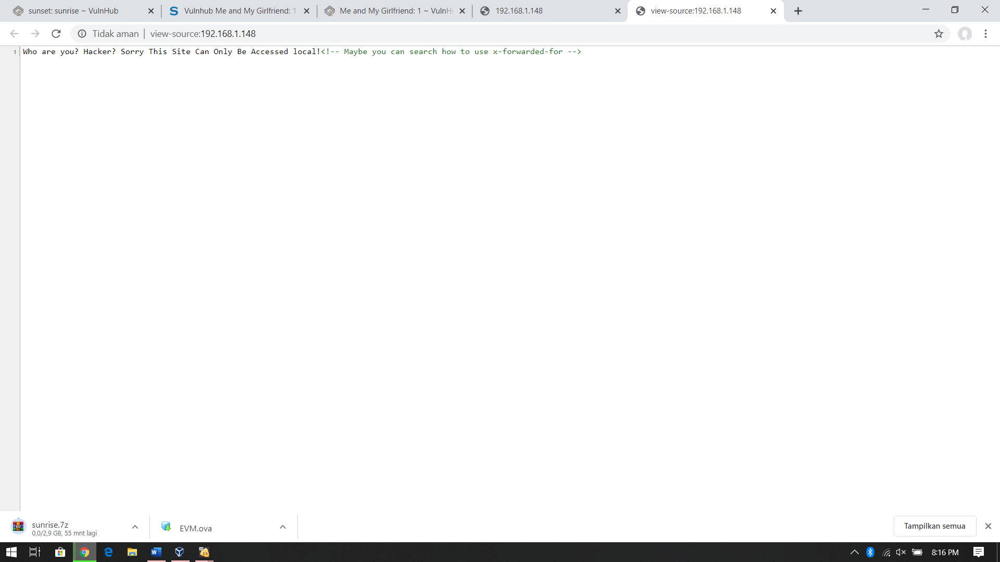 sunset: sunrise ~ VulnHub
Vulnhub Me and My Girlfriend: 1
Me and My Girlfriend: 1 ~ VulnH
192.168.1.148
view-source:192.168.1.148
Tidak aman | view-source:192.168.1.148
1 Who are you? Hacker? Sorry This Site Can Only Be Accessed local!<!-- Maybe you can search how to use x-forwarded-for -->
sunrise.7z
0,0/2,9 GB, 55 mnt lagi
EVM.ova
Tampilkan semua
8:16 PM